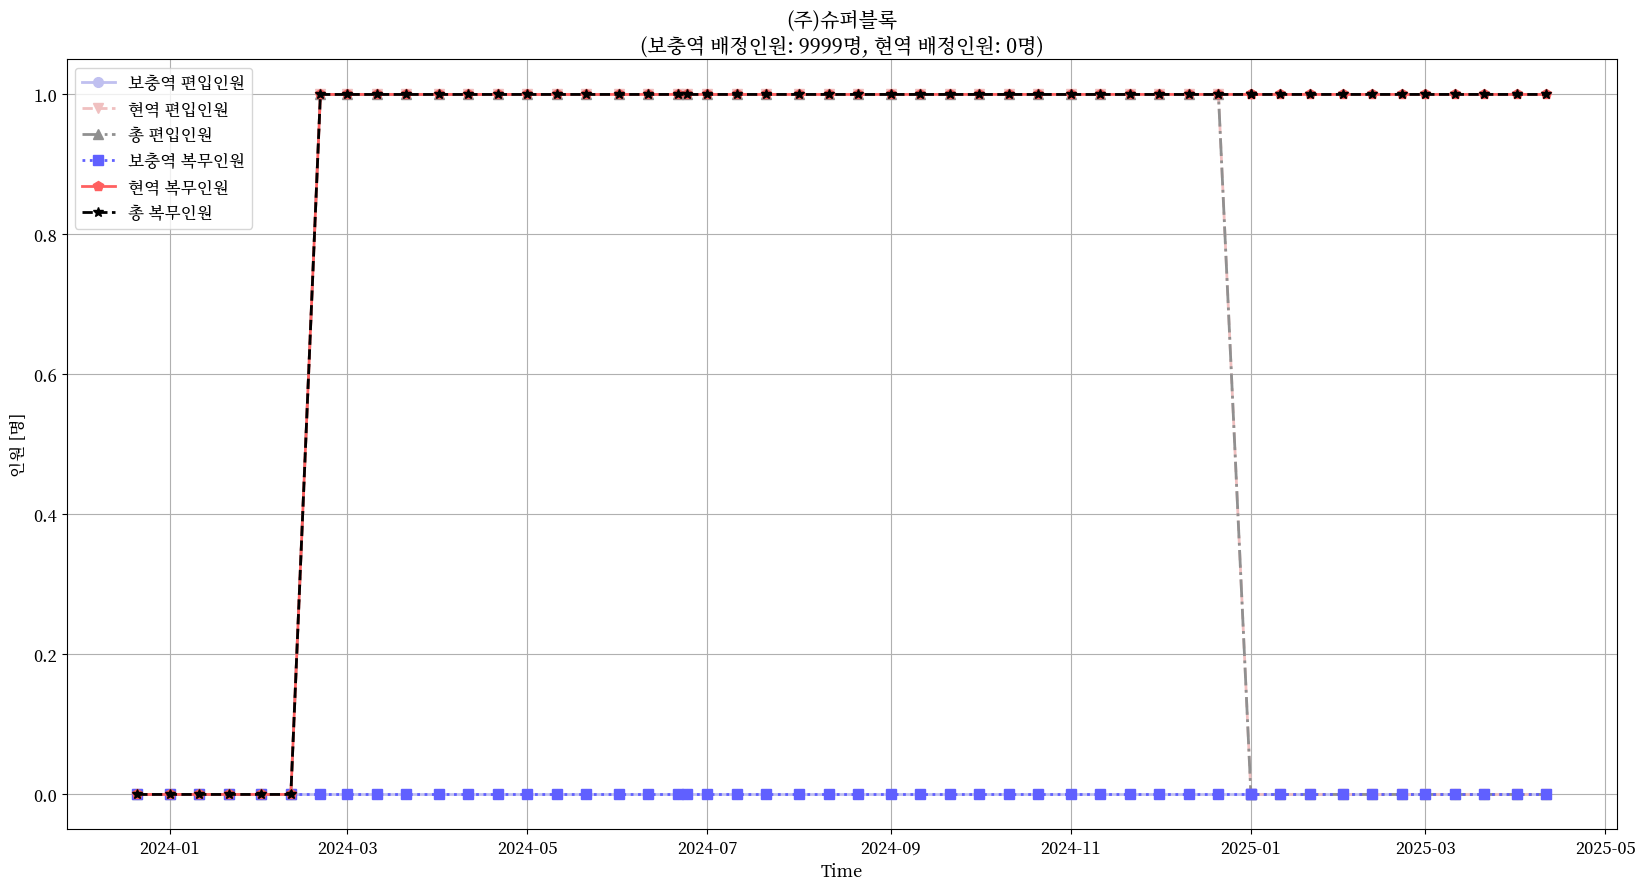 (주)슈퍼블록
(보충역 배정인원: 9999명, 현역 배정인원: 0명)
보충역 편입인원
현역 편입인원
총 편입인원
보충역 복무인원
현역 복무인원
총 복무인원
인원 [명]
1.0
0.8
0.6
0.4
0.2
0.0
2024-01 2024-03 2024-05 2024-07 2024-09 2024-11 2025-01 2025-03 2025-05
Time